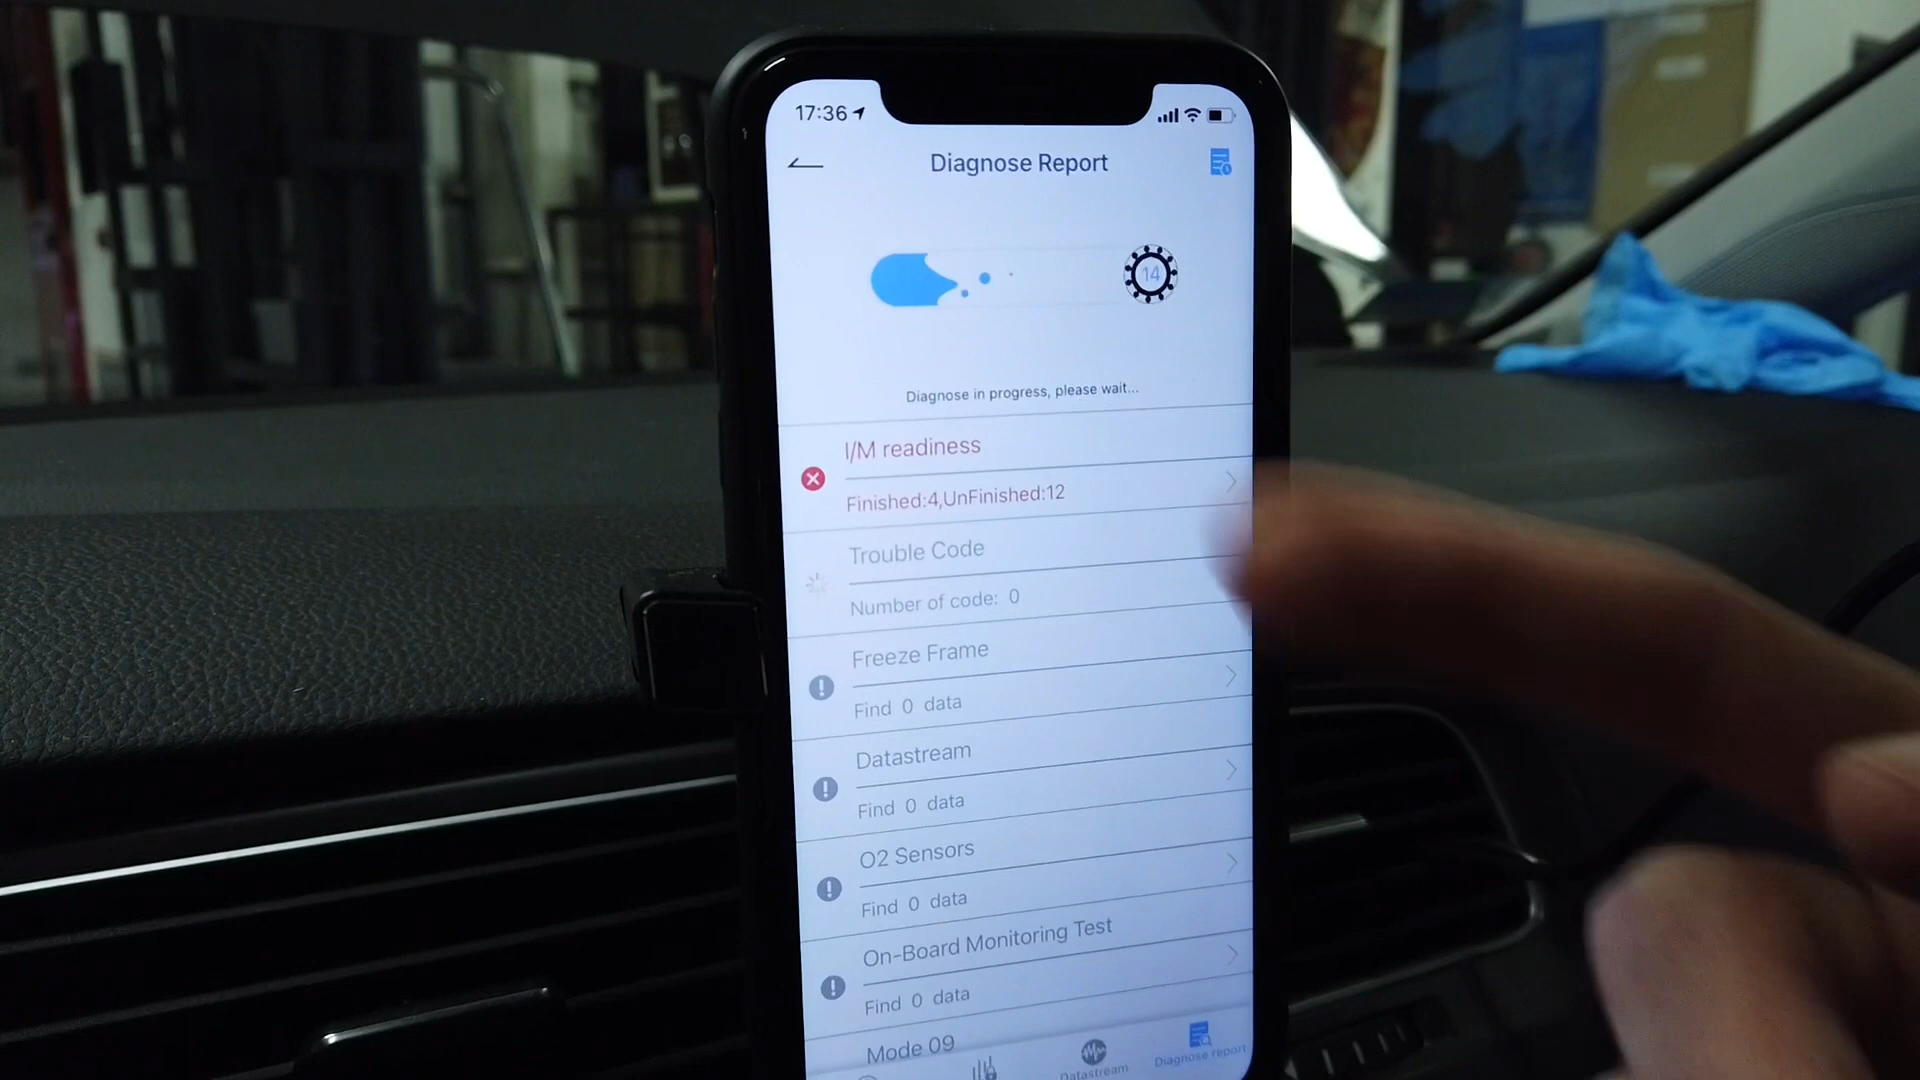 17:36
Diagnose Report
14
Diagnose in progress, please wait...
I/M readiness
Finished:4,UnFinished:12
Trouble Code
Number of code: 0
Freeze Frame
Find 0 data
Datastream
Find 0 data
O2 Sensors
Find 0 data
On-Board Monitoring Test
Find 0 data
Mode 09
Datastream
Diagnose report